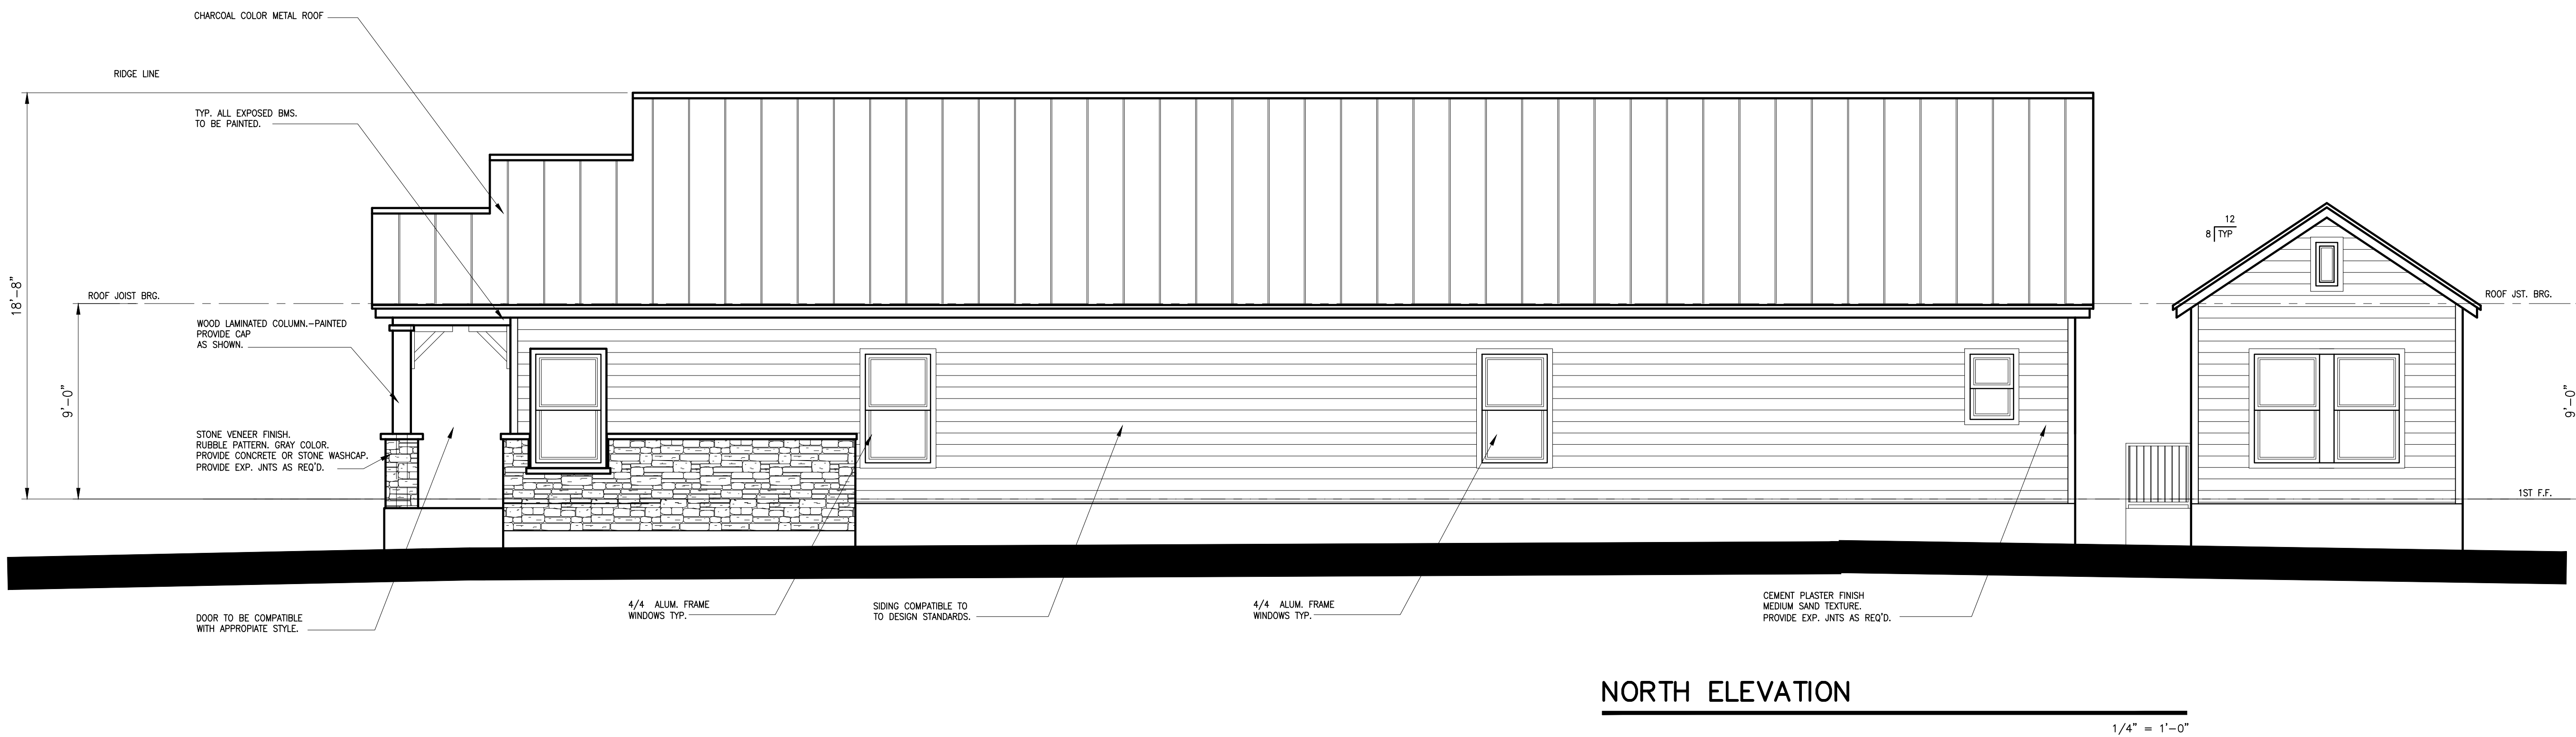 CHARCOAL COLOR METAL ROOF
RIDGE LINE
TYP. ALL EXPOSED BMS.
TO BE PAINTED.
18'-8"
ROOF JOIST BRG.
9'-0"
WOOD LAMINATED COLUMN.-PAINTED
PROVIDE CAP
AS SHOWN.
STONE VENEER FINISH.
RUBBLE PATTERN. GRAY COLOR.
PROVIDE CONCRETE OR STONE WASHCAP.
PROVIDE EXP. JNTS AS REQ'D.
DOOR TO BE COMPATIBLE
WITH APPROPIATE STYLE.
4/4 ALUM. FRAME
WINDOWS TYP.
SIDING COMPATIBLE TO
TO DESIGN STANDARDS.
4/4 ALUM. FRAME
WINDOWS TYP.
CEMENT PLASTER FINISH
MEDIUM SAND TEXTURE.
PROVIDE EXP. JNTS AS REQ'D.
12
8 TYP
ROOF JST. BRG.
9'-0"
1ST F.F.
NORTH ELEVATION
1/4" = 1'-0"